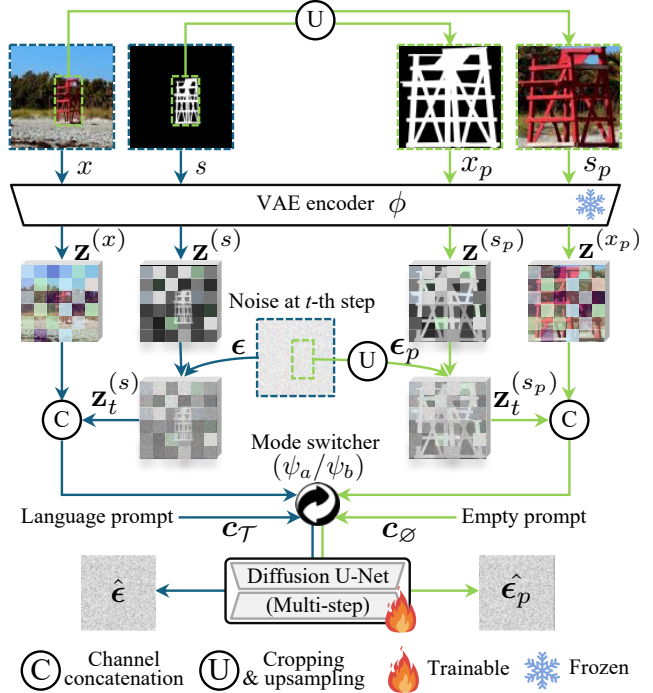 U
x
s
x_p
s_p
VAE encoder ϕ
z^(x)
z^(s)
z^(s_p)
z^(x_p)
Noise at t-th step
ϵ
U
ϵ_p
C
z_t^(s)
z_t^(s_p)
C
Mode switcher
(ψ_a/ψ_b)
Language prompt
c_𝒯
c_∅
Empty prompt
ϵ̂
Diffusion U-Net
(Multi-step)
ϵ̂_p
C Channel concatenation
U Cropping & upsampling
Trainable
Frozen